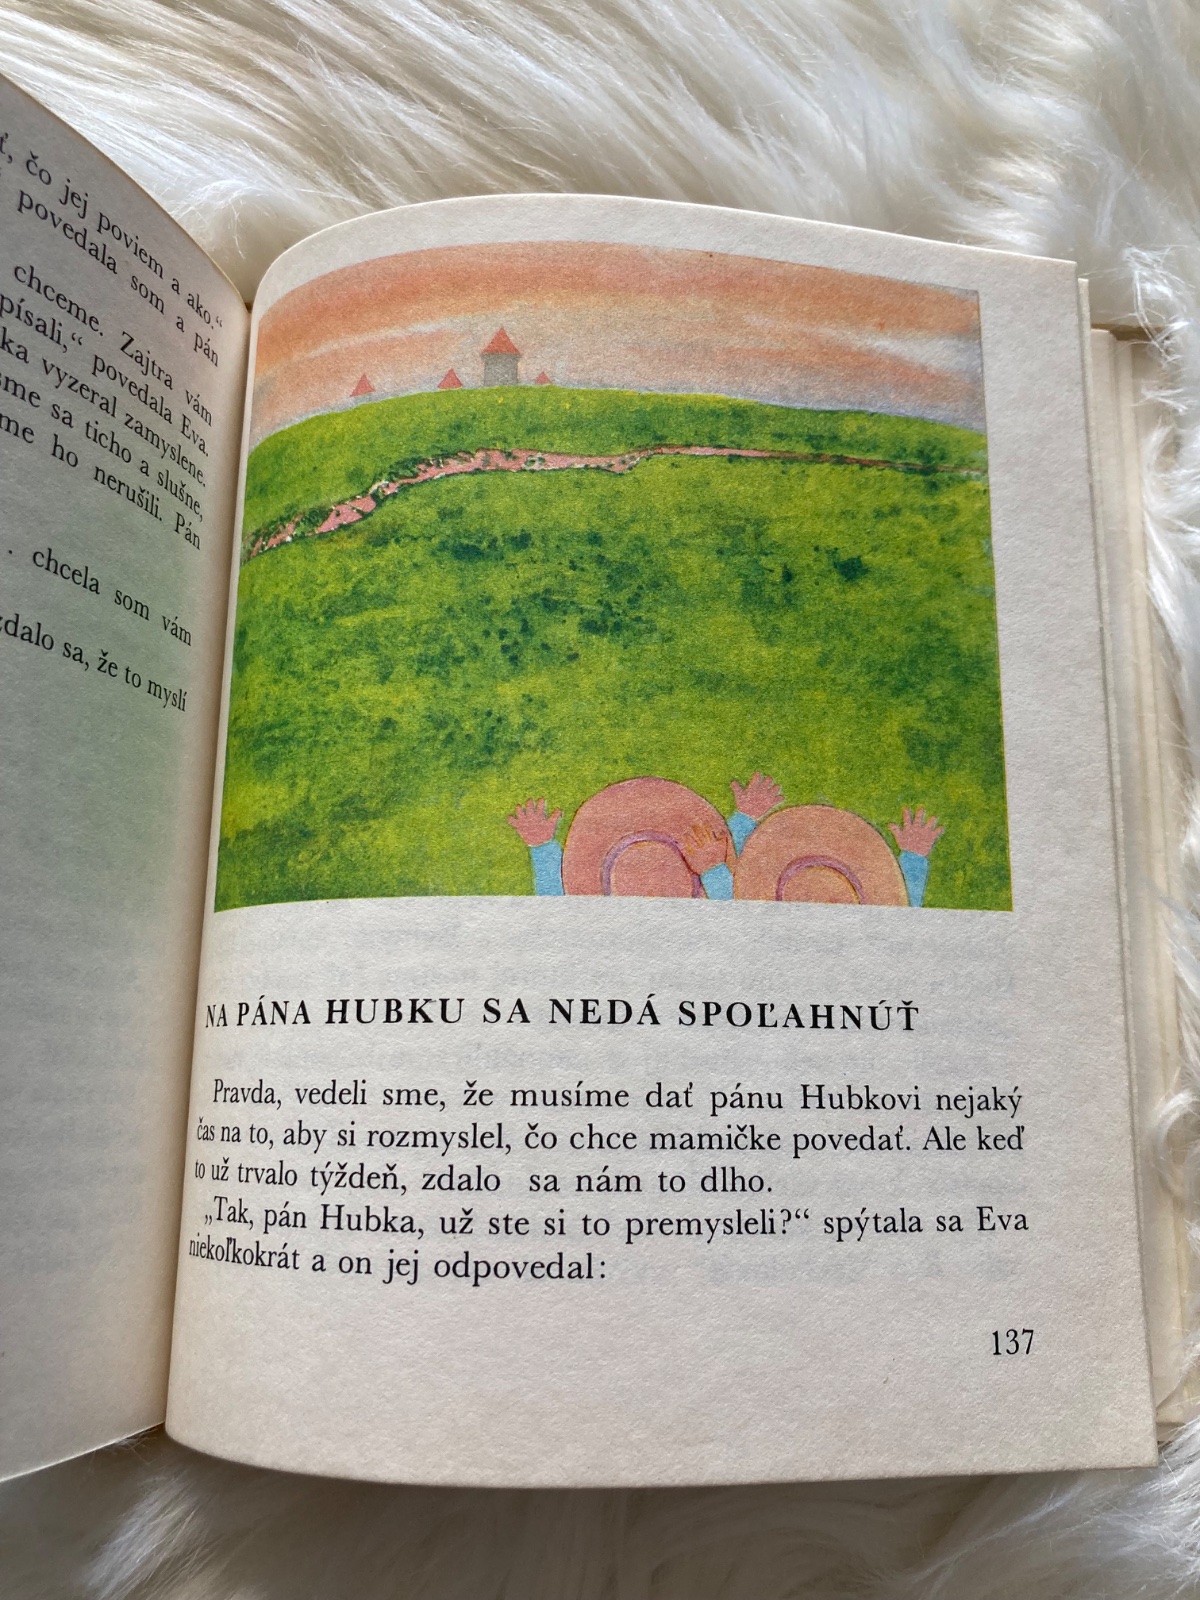 čo jej poviem a ako.“
povedala som a pán
chceme. Zajtra vám
písali,“ povedala Eva.
vyzeral zamyslene.
sme sa ticho a slušne,
me ho nerušili. Pán
. chcela som vám
zdalo sa, že to myslí
NA PÁNA HUBKU SA NEDÁ SPOĽAHNÚŤ
Pravda, vedeli sme, že musíme dať pánu Hubkovi nejaký
čas na to, aby si rozmyslel, čo chce mamičke povedať. Ale keď
to už trvalo týždeň, zdalo sa nám to dlho.
„Tak, pán Hubka, už ste si to premysleli?“ spýtala sa Eva
niekoľkokrát a on jej odpovedal:
137